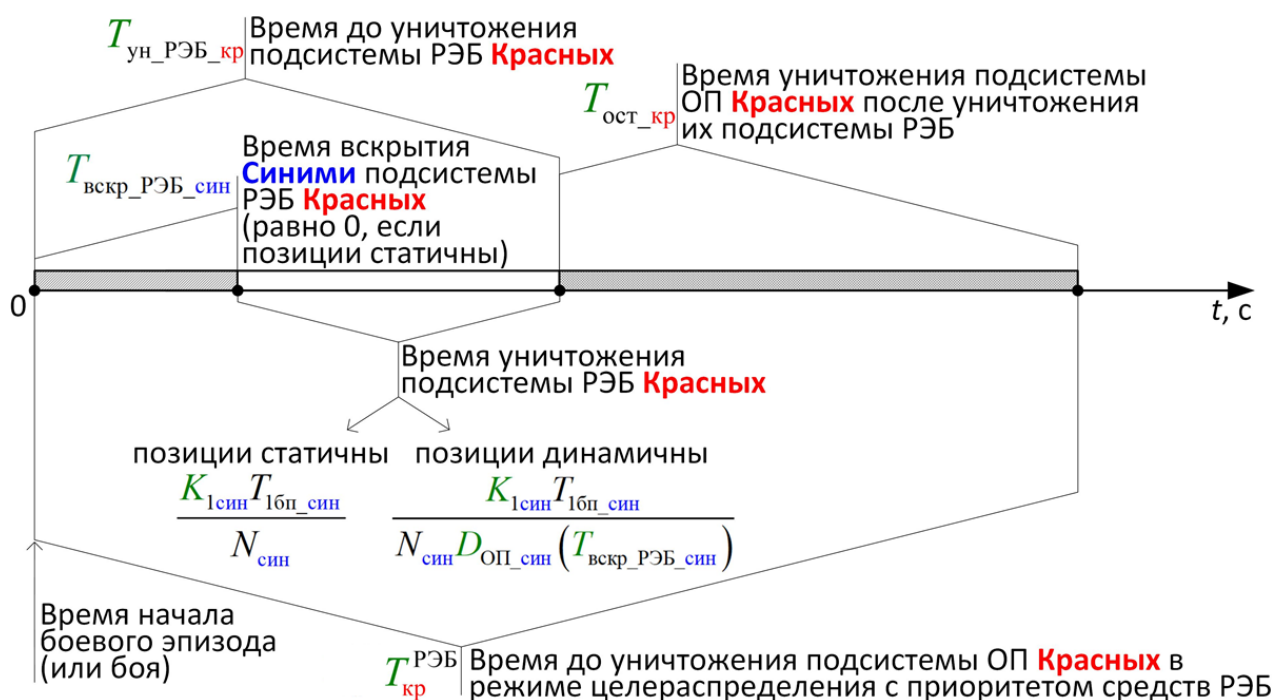 Tун_РЭБ_кр Время до уничтожения
подсистемы РЭБ Красных
Tост_кр Время уничтожения подсистемы
ОП Красных после уничтожения
их подсистемы РЭБ
Tвскр_РЭБ_син Время вскрытия
Синими подсистемы
РЭБ Красных
(равно 0, если
позиции статичны)
0
t, с
Время уничтожения
подсистемы РЭБ Красных
позиции статичны
K1синT1бп_син
Nсин
позиции динамичны
K1синT1бп_син
NсинDОП_син(Tвскр_РЭБ_син)
Время начала
боевого эпизода
(или боя)
TкрРЭБ Время до уничтожения подсистемы ОП Красных в
режиме целераспределения с приоритетом средств РЭБ